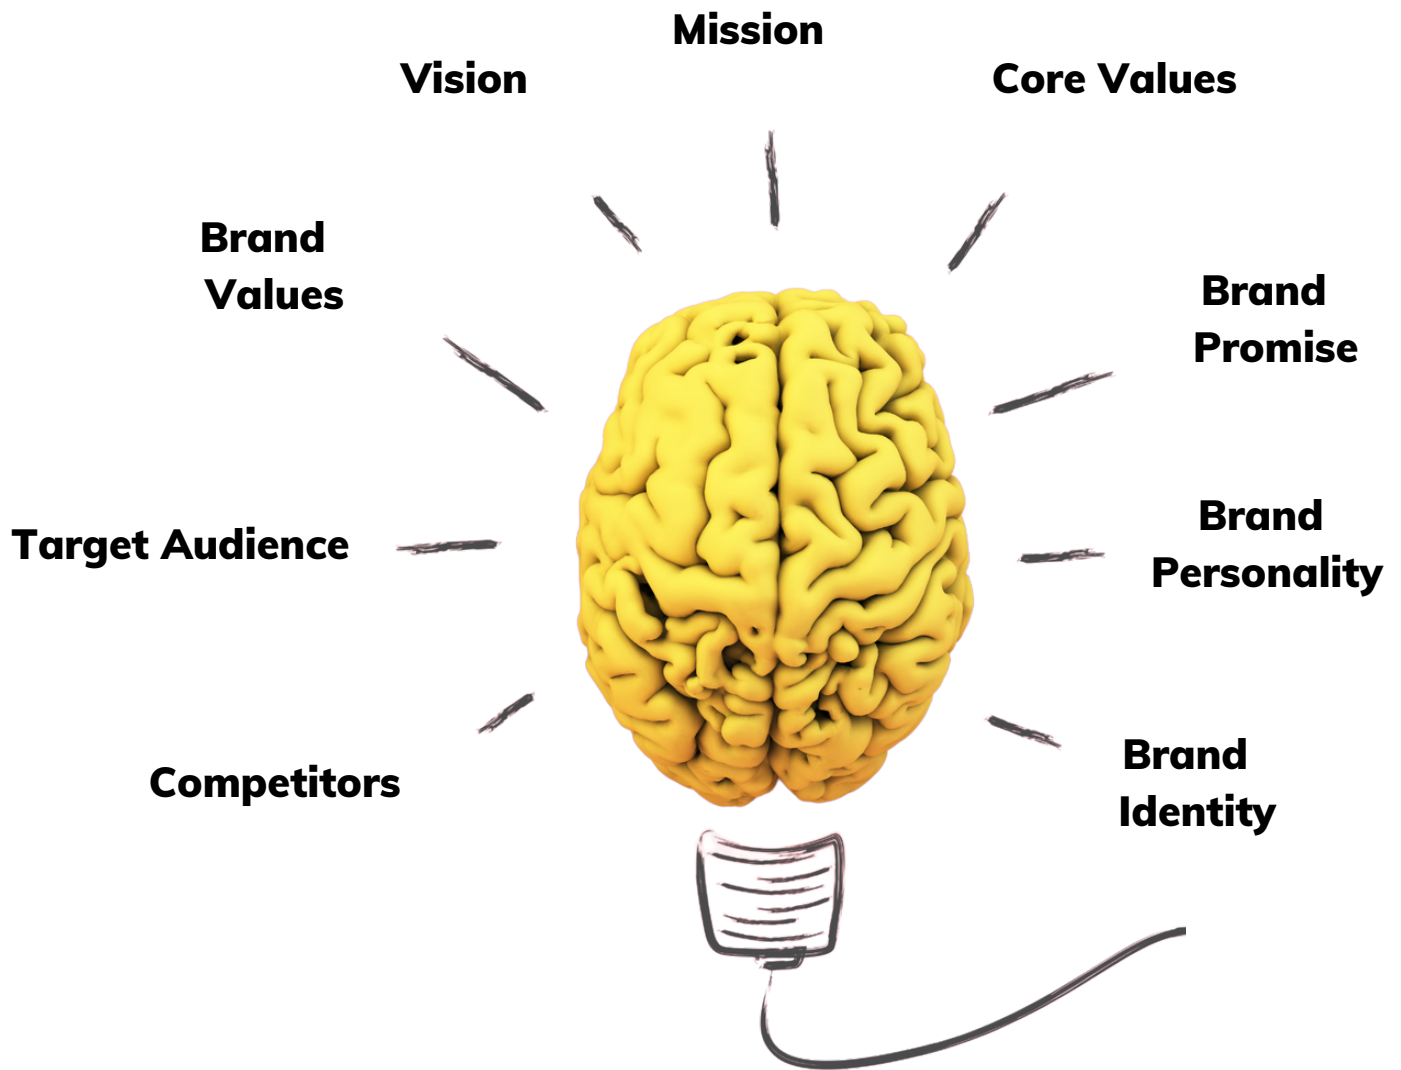 Mission
Vision
Core Values
Brand
Values
Brand
Promise
Target Audience
Brand
Personality
Competitors
Brand
Identity